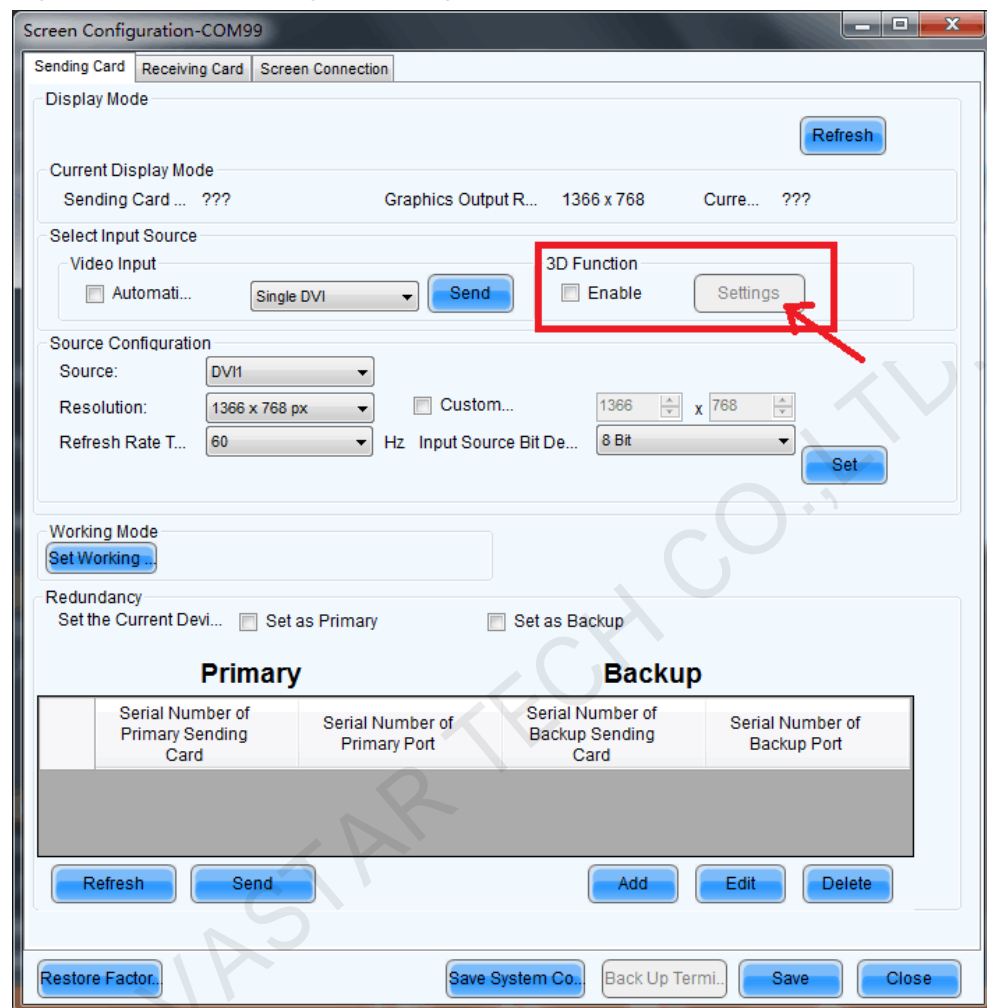 Screen Configuration-COM99
Sending Card Receiving Card Screen Connection
Display Mode
Refresh
Current Display Mode
Sending Card ... ??? Graphics Output R... 1366 x 768 Curre... ???
Select Input Source
Video Input 3D Function
Automati... Single DVI Send Enable Settings
Source Configuration
Source: DVI1
Resolution: 1366 x 768 px Custom... 1366 x 768
Refresh Rate T... 60 Hz Input Source Bit De... 8 Bit
Set
Working Mode
Set Working ...
Redundancy
Set the Current Devi... Set as Primary Set as Backup
Primary Backup
Serial Number of Primary Sending Card Serial Number of Primary Port Serial Number of Backup Sending Card Serial Number of Backup Port
Refresh Send Add Edit Delete
Restore Factor... Save System Co... Back Up Termi... Save Close
VASTAR TECH CO.,LTD.